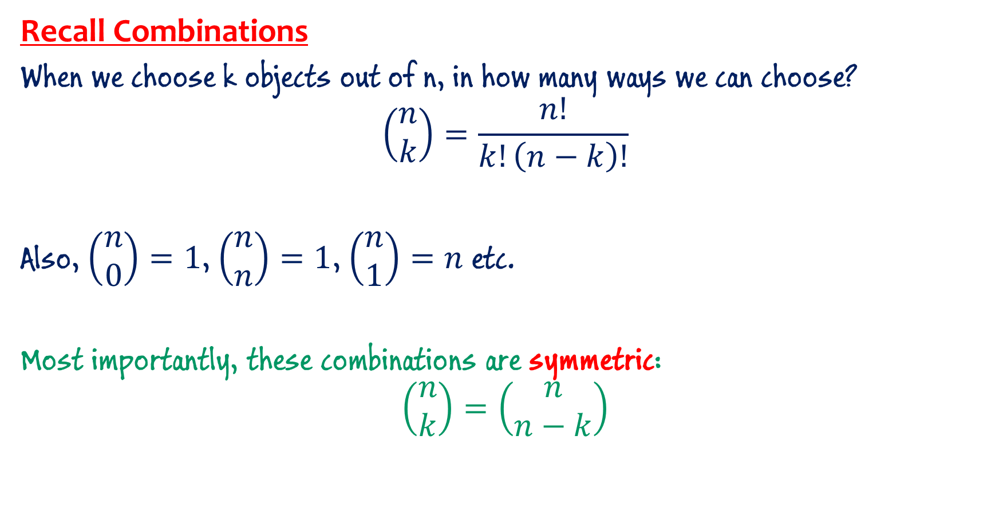 Recall Combinations
When we choose k objects out of n, in how many ways we can choose?
$\binom{n}{k} = \frac{n!}{k!\,(n-k)!}$
Also, $\binom{n}{0} = 1, \binom{n}{n} = 1, \binom{n}{1} = n$ etc.
Most importantly, these combinations are symmetric:
$\binom{n}{k} = \binom{n}{n-k}$